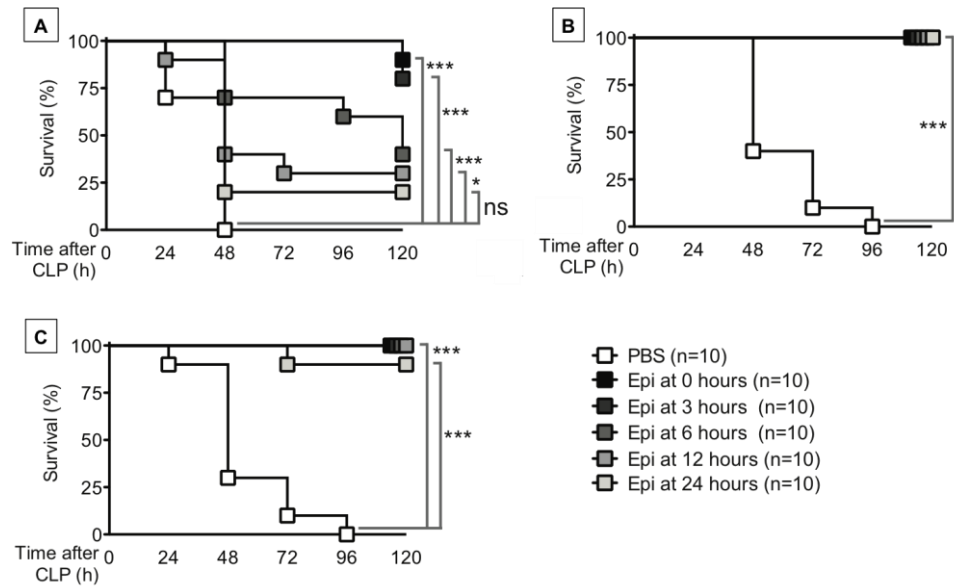 A
Survival (%)
100
75
50
25
0
***
***
***
*
ns
Time after
CLP (h)
0 24 48 72 96 120
B
Survival (%)
100
75
50
25
0
***
Time after
CLP (h)
0 24 48 72 96 120
C
Survival (%)
100
75
50
25
0
***
***
Time after
CLP (h)
0 24 48 72 96 120
PBS (n=10)
Epi at 0 hours (n=10)
Epi at 3 hours (n=10)
Epi at 6 hours (n=10)
Epi at 12 hours (n=10)
Epi at 24 hours (n=10)